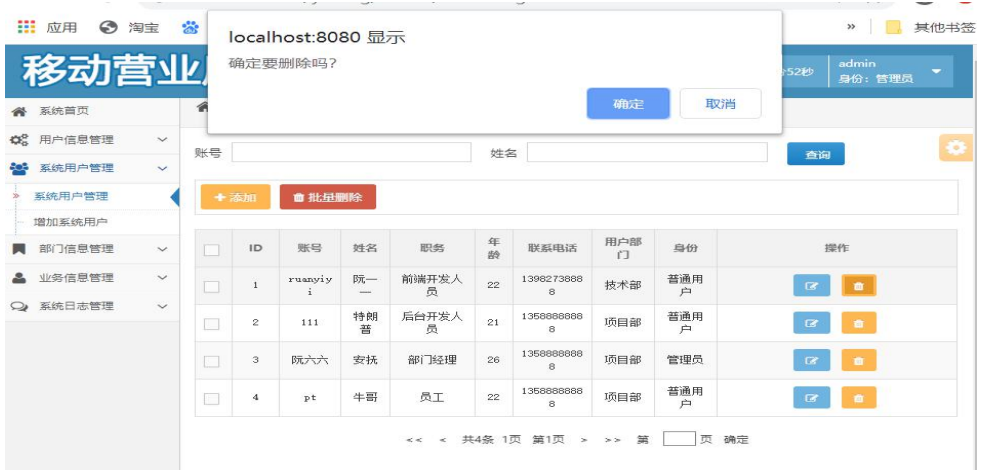 应用 淘宝 » 其他书签
localhost:8080 显示
确定要删除吗?
确定 取消
移动营业
52秒 admin
身份: 管理员
系统首页
用户信息管理
系统用户管理
系统用户管理
增加系统用户
部门信息管理
业务信息管理
系统日志管理
账号 姓名 查询
添加 批量删除
ID 账号 姓名 职务 年龄 联系电话 用户部门 身份 操作
1 ruanyiyi 阮一一 前端开发人员 22 13982738888 技术部 普通用户
2 111 特朗普 后台开发人员 21 13588888888 项目部 普通用户
3 阮六六 安抚 部门经理 26 13588888888 项目部 管理员
4 pt 牛哥 员工 22 13588888888 项目部 普通用户
<< < 共4条 1页 第1页 > >> 第 页 确定